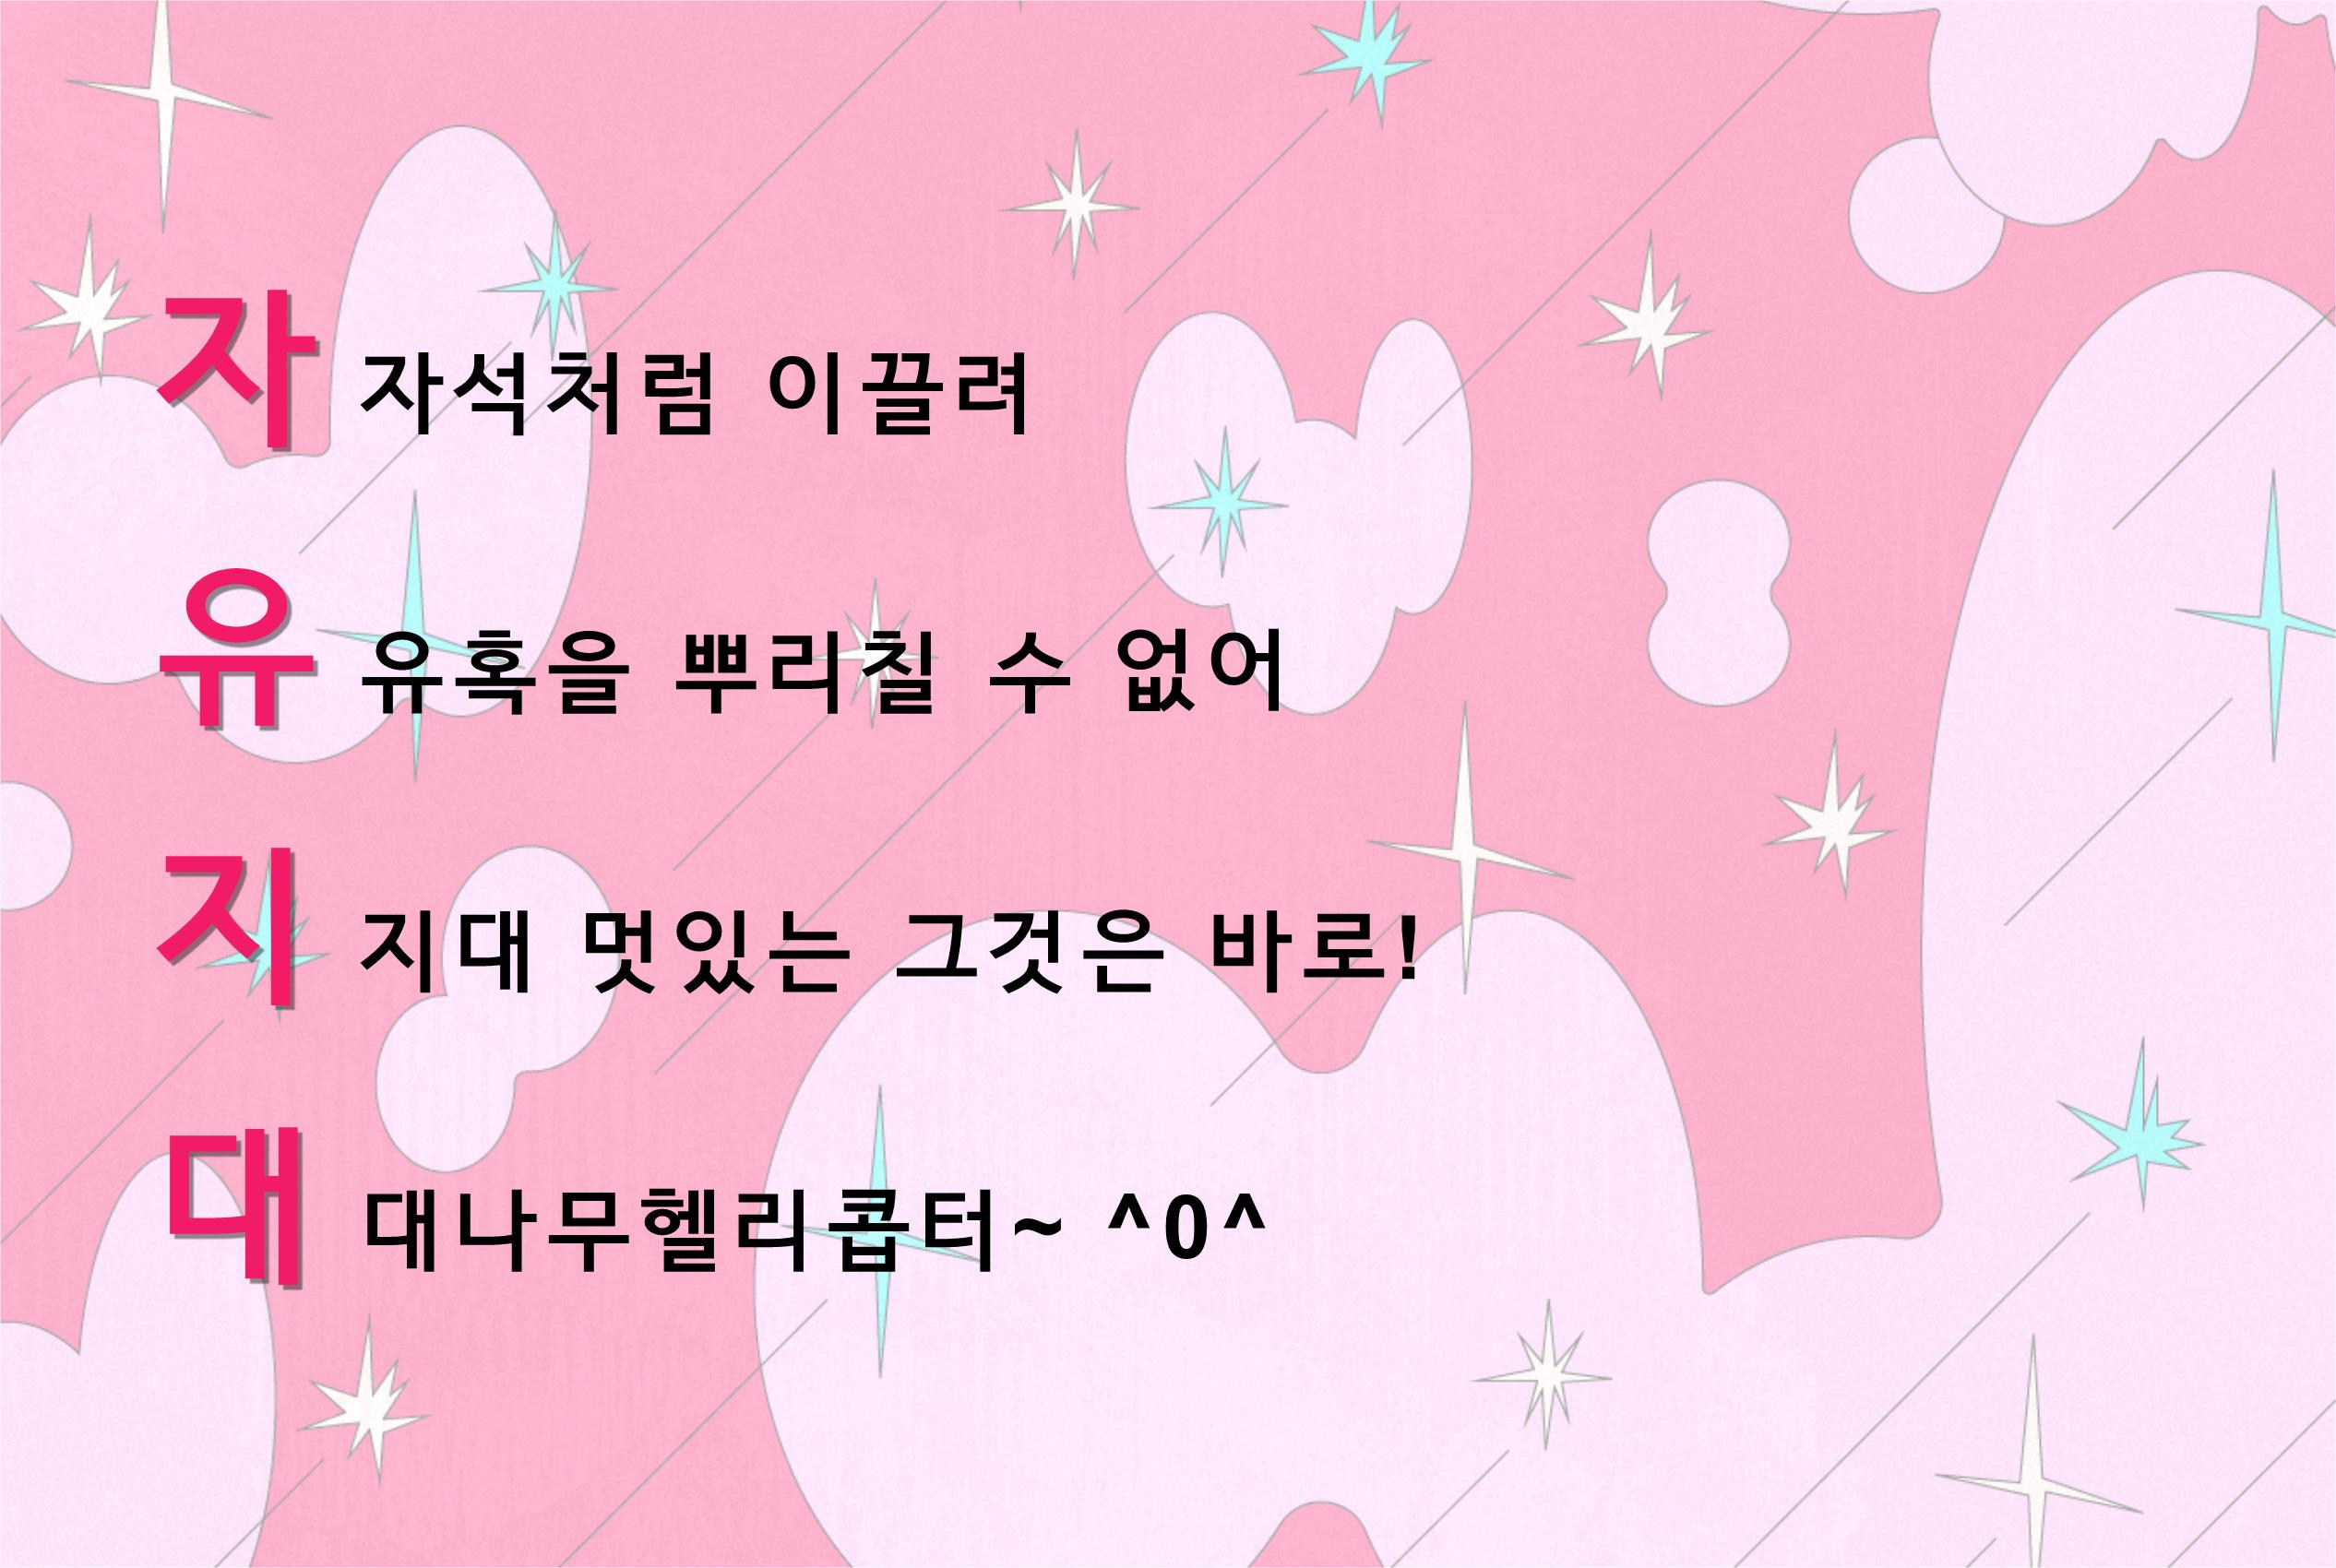 자 자석처럼 이끌려
유 유혹을 뿌리칠 수 없어
지 지대 멋있는 그것은 바로!
대 대나무헬리콥터~ ^0^